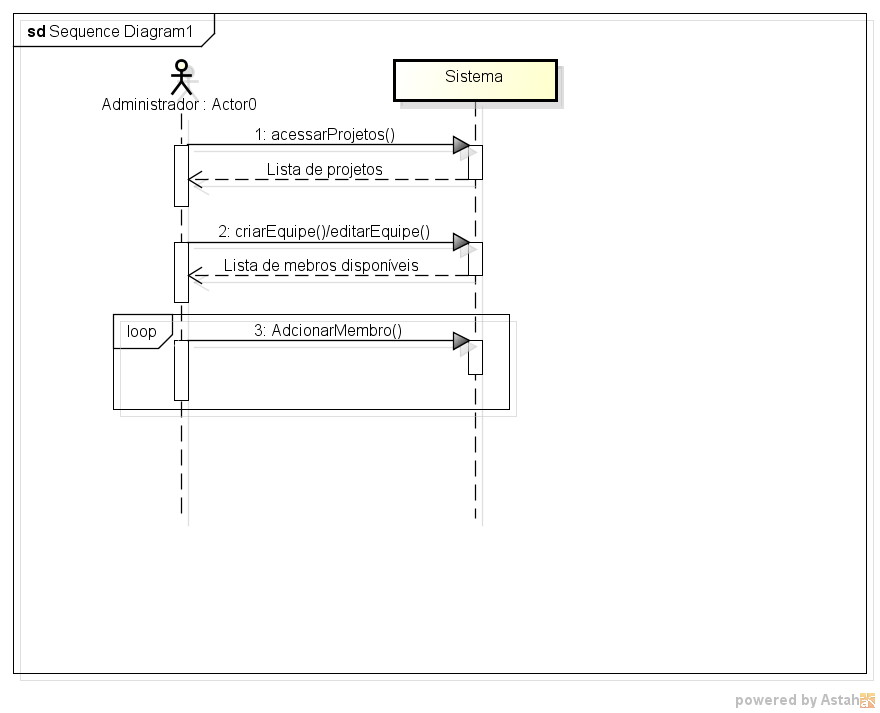 sd Sequence Diagram1
Administrador : Actor0
Sistema
1: acessarProjetos()
Lista de projetos
2: criarEquipe()/editarEquipe()
Lista de mebros disponíveis
loop
3: AdcionarMembro()
powered by Astah